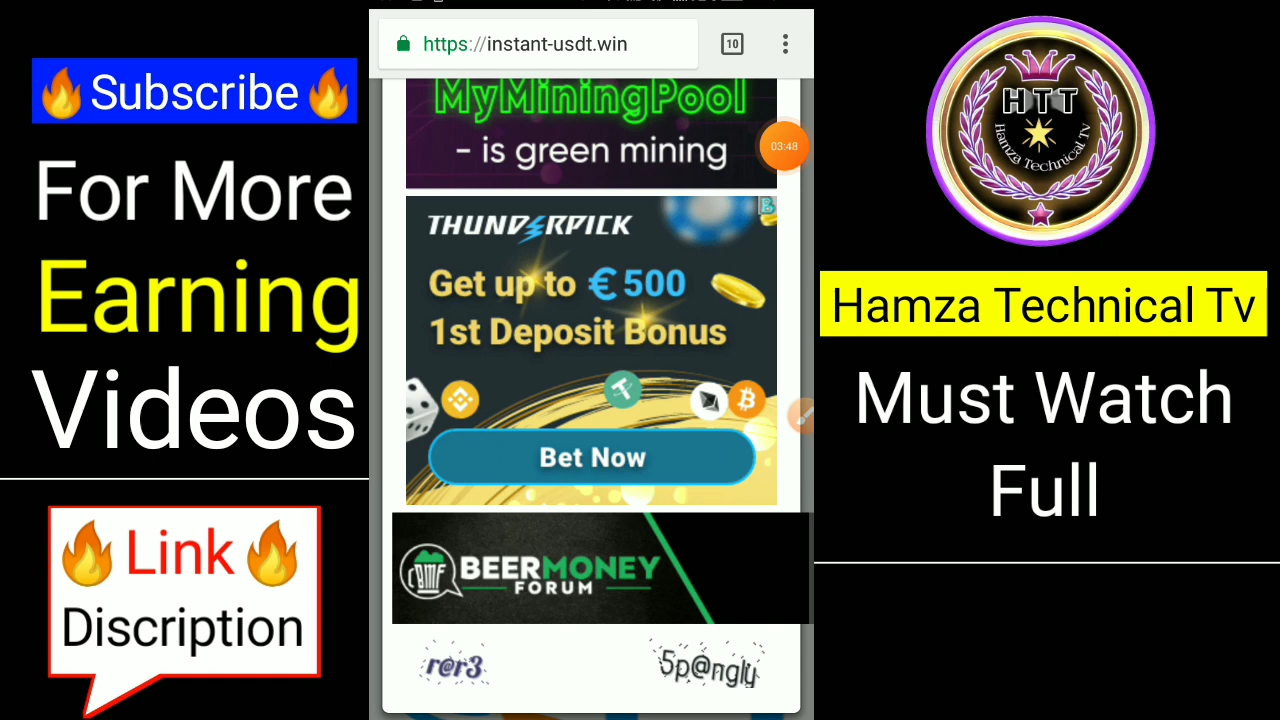 Subscribe
For More
Earning
Videos
Link
Discription
https://instant-usdt.win
10
MyMiningPool
- is green mining
03:48
THUNDERPICK
Get up to €500
1st Deposit Bonus
Bet Now
BMF
BEERMONEY
FORUM
r@r3
5p@ngly
HTT
Hamza Technical Tv
Hamza Technical Tv
Must Watch
Full